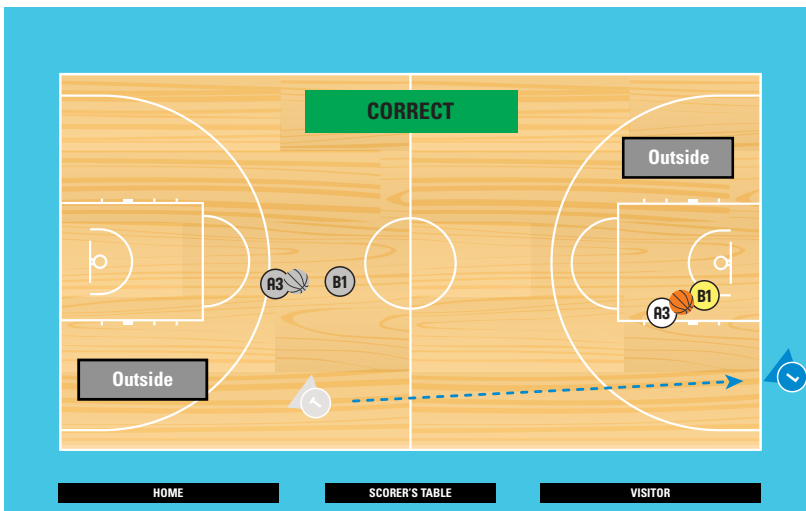 CORRECT
Outside
A3
B1
B1
A3
Outside
T
L
HOME
SCORER'S TABLE
VISITOR